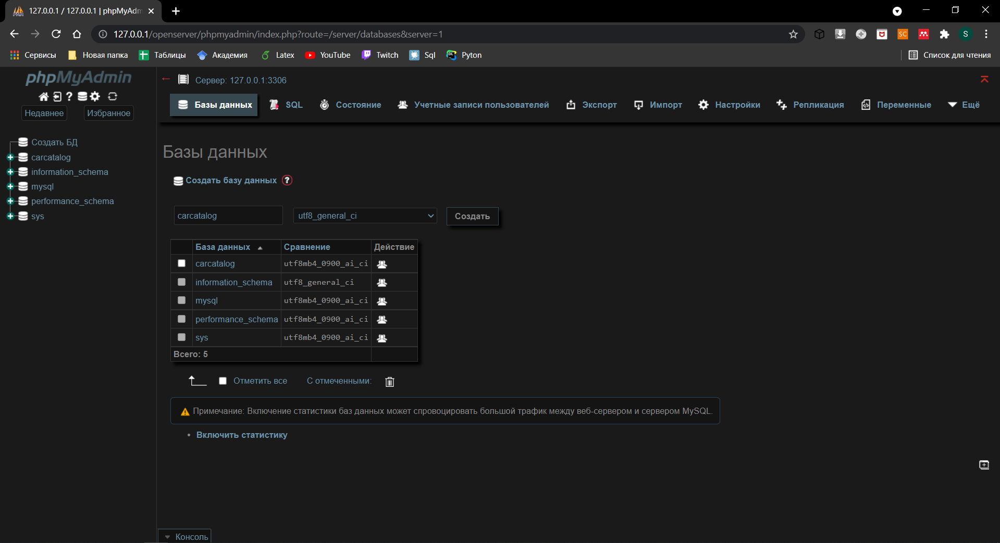 127.0.0.1 / 127.0.0.1 | phpMyAdm
127.0.0.1/openserver/phpmyadmin/index.php?route=/server/databases&server=1
SC
S
Сервисы Новая папка Таблицы Академия Latex YouTube Twitch Sql Pyton Список для чтения
phpMyAdmin
Недавнее Избранное
Создать БД
carcatalog
information_schema
mysql
performance_schema
sys
Сервер: 127.0.0.1:3306
Базы данных SQL Состояние Учетные записи пользователей Экспорт Импорт Настройки Репликация Переменные Ещё
Базы данных
Создать базу данных
carcatalog utf8_general_ci Создать
База данных Сравнение Действие
carcatalog utf8mb4_0900_ai_ci
information_schema utf8_general_ci
mysql utf8mb4_0900_ai_ci
performance_schema utf8mb4_0900_ai_ci
sys utf8mb4_0900_ai_ci
Всего: 5
Отметить все С отмеченными:
Примечание: Включение статистики баз данных может спровоцировать большой трафик между веб-сервером и сервером MySQL.
• Включить статистику
Консоль